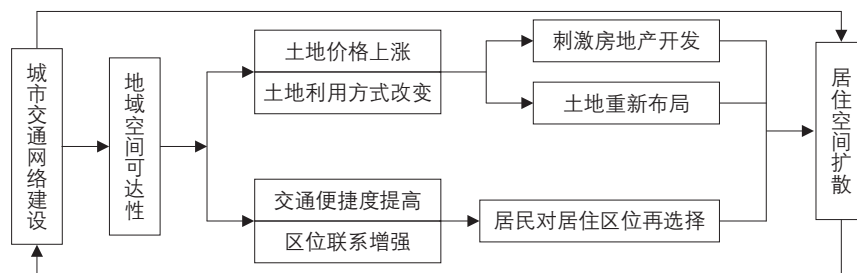 城市交通网络建设
地域空间可达性
土地价格上涨
土地利用方式改变
交通便捷度提高
区位联系增强
刺激房地产开发
土地重新布局
居民对居住区位再选择
居住空间扩散